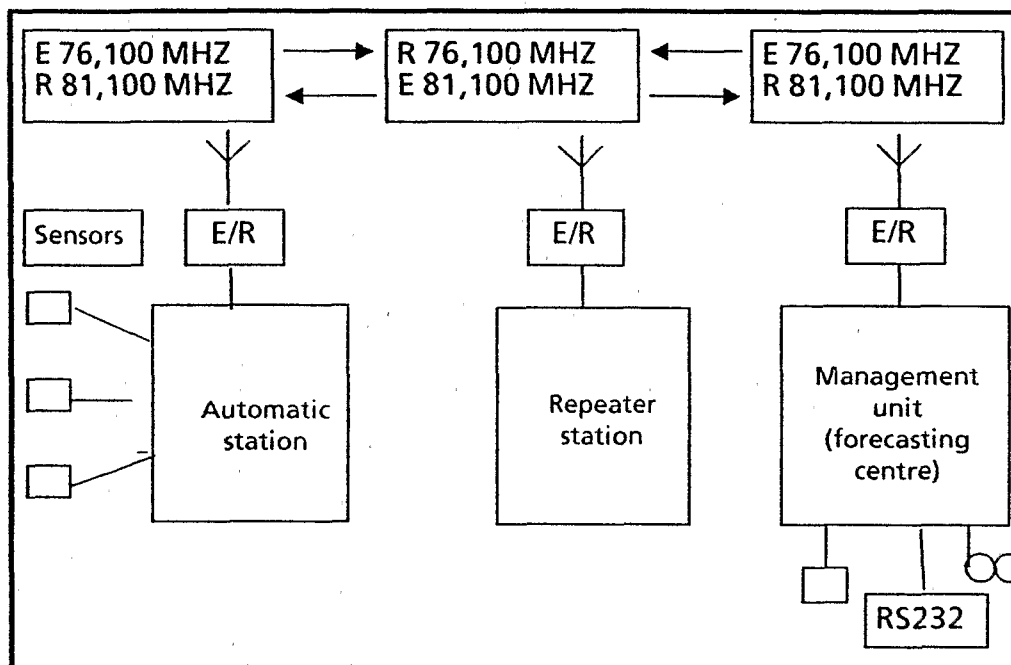 E 76,100 MHZ
R 81,100 MHZ
R 76,100 MHZ
E 81,100 MHZ
E 76,100 MHZ
R 81,100 MHZ
Sensors
E/R
E/R
E/R
Automatic
station
Repeater
station
Management
unit
(forecasting
centre)
RS232